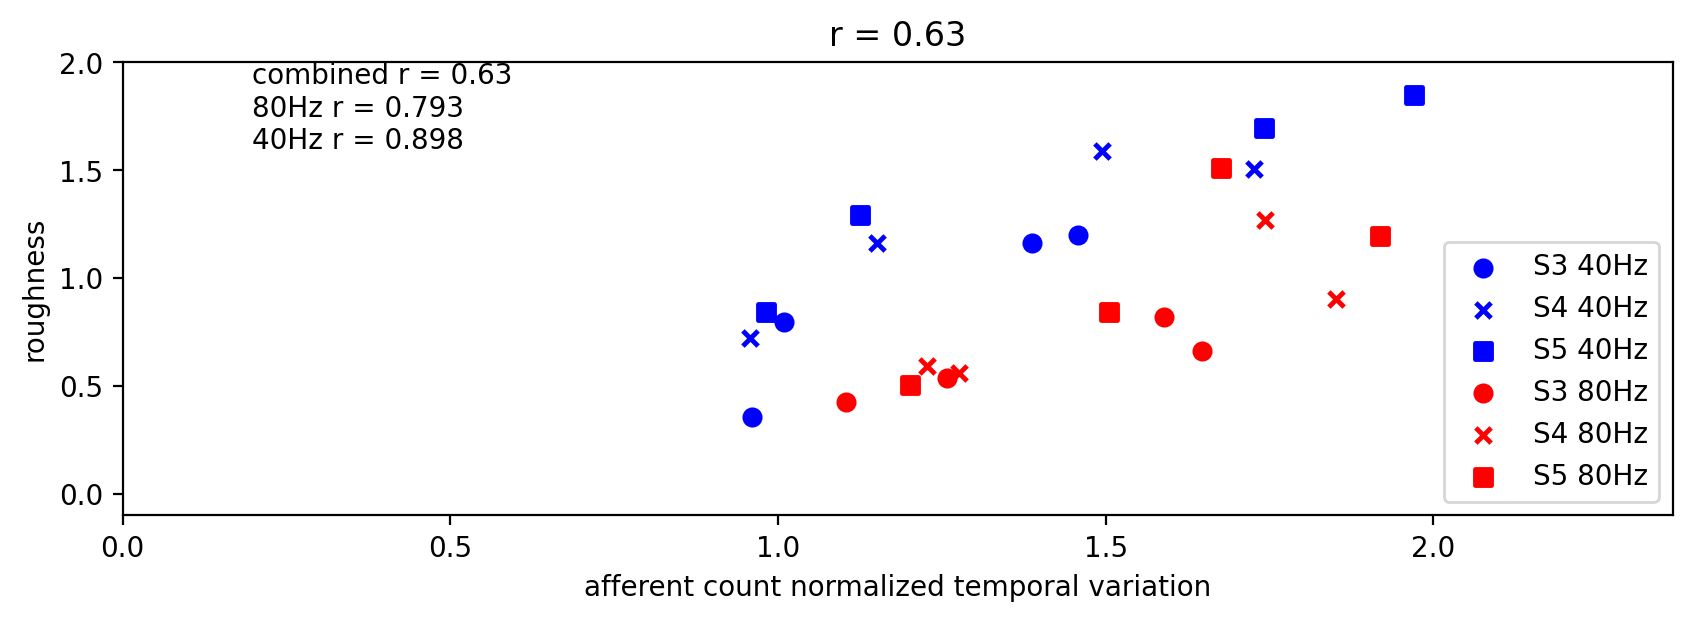 r = 0.63
combined r = 0.63
80Hz r = 0.793
40Hz r = 0.898
2.0
1.5
1.0
0.5
0.0
roughness
S3 40Hz
S4 40Hz
S5 40Hz
S3 80Hz
S4 80Hz
S5 80Hz
0.0 0.5 1.0 1.5 2.0
afferent count normalized temporal variation